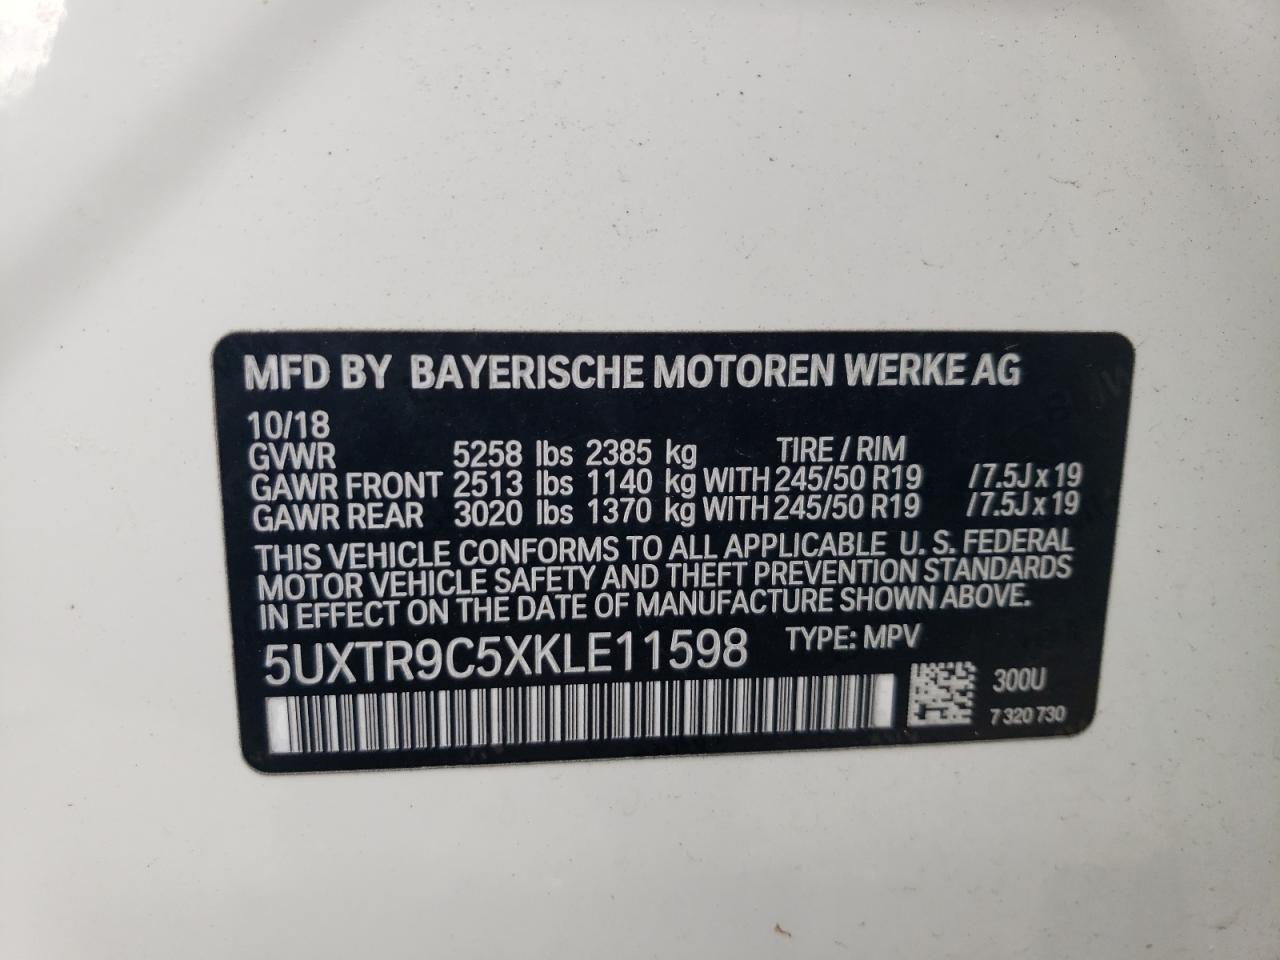 MFD BY BAYERISCHE MOTOREN WERKE AG
10/18
GVWR 5258 lbs 2385 kg TIRE / RIM
GAWR FRONT 2513 lbs 1140 kg WITH 245/50 R19 /7.5J x 19
GAWR REAR 3020 lbs 1370 kg WITH 245/50 R19 /7.5J x 19
THIS VEHICLE CONFORMS TO ALL APPLICABLE U. S. FEDERAL
MOTOR VEHICLE SAFETY AND THEFT PREVENTION STANDARDS
IN EFFECT ON THE DATE OF MANUFACTURE SHOWN ABOVE.
5UXTR9C5XKLE11598 TYPE: MPV
300U
7 320 730